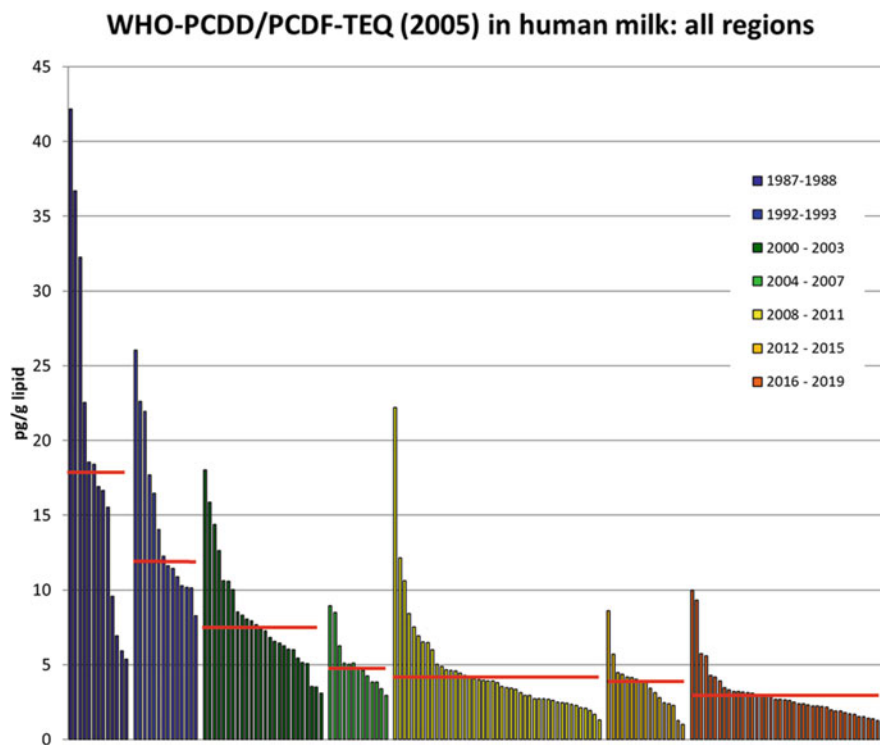 WHO-PCDD/PCDF-TEQ (2005) in human milk: all regions
45
40
35
30
25
20
15
10
5
0
pg/g lipid
1987-1988
1992-1993
2000 - 2003
2004 - 2007
2008 - 2011
2012 - 2015
2016 - 2019